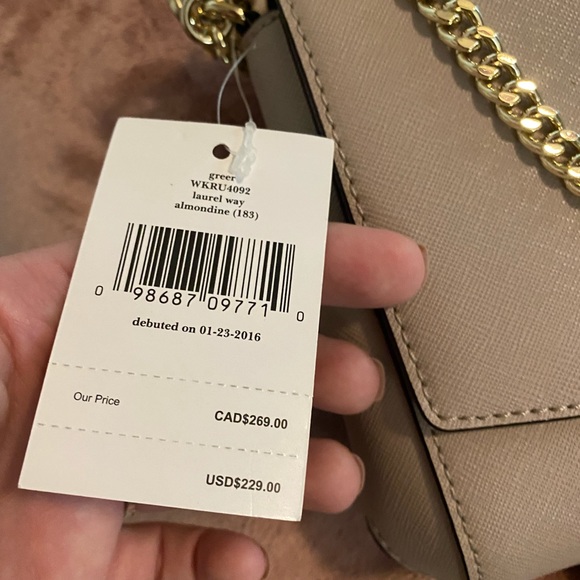 greer
WKRU4092
laurel way
almondine (183)
0 98687 09771 0
debuted on 01-23-2016
Our Price
CAD$269.00
USD$229.00